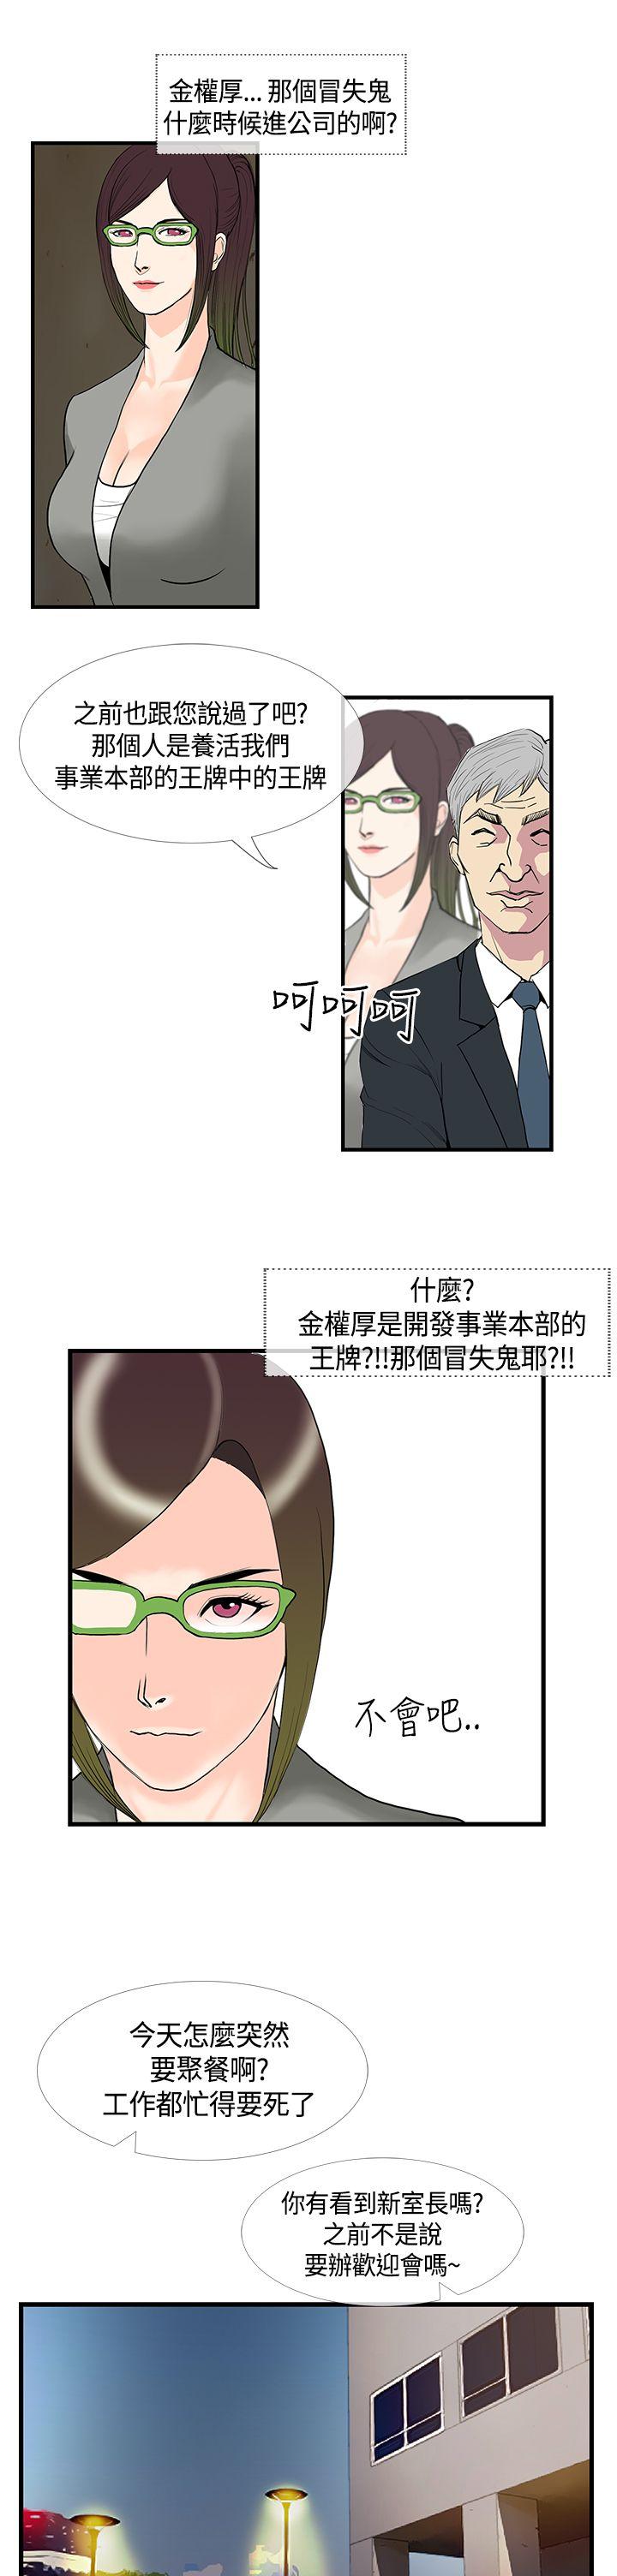 金權厚... 那個冒失鬼
什麼時候進公司的啊?
之前也跟您說過了吧?
那個人是養活我們
事業本部的王牌中的王牌
呵呵呵
什麼?
金權厚是開發事業本部的
王牌?!!那個冒失鬼耶?!!
不會吧..
今天怎麼突然
要聚餐啊?
工作都忙得要死了
你有看到新室長嗎?
之前不是說
要辦歡迎會嗎~